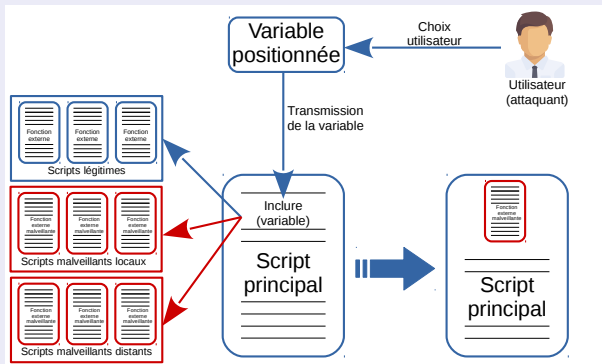 Variable
positionnée
Choix
utilisateur
Utilisateur
(attaquant)
Transmission
de la variable
Fonction
externe
Fonction
externe
Fonction
externe
Scripts légitimes
Fonction
externe
malveillante
Fonction
externe
malveillante
Fonction
externe
malveillante
Scripts malveillants locaux
Fonction
externe
malveillante
Fonction
externe
malveillante
Fonction
externe
malveillante
Scripts malveillants distants
Inclure
(variable)
Script
principal
Fonction
externe
malveillante
Script
principal